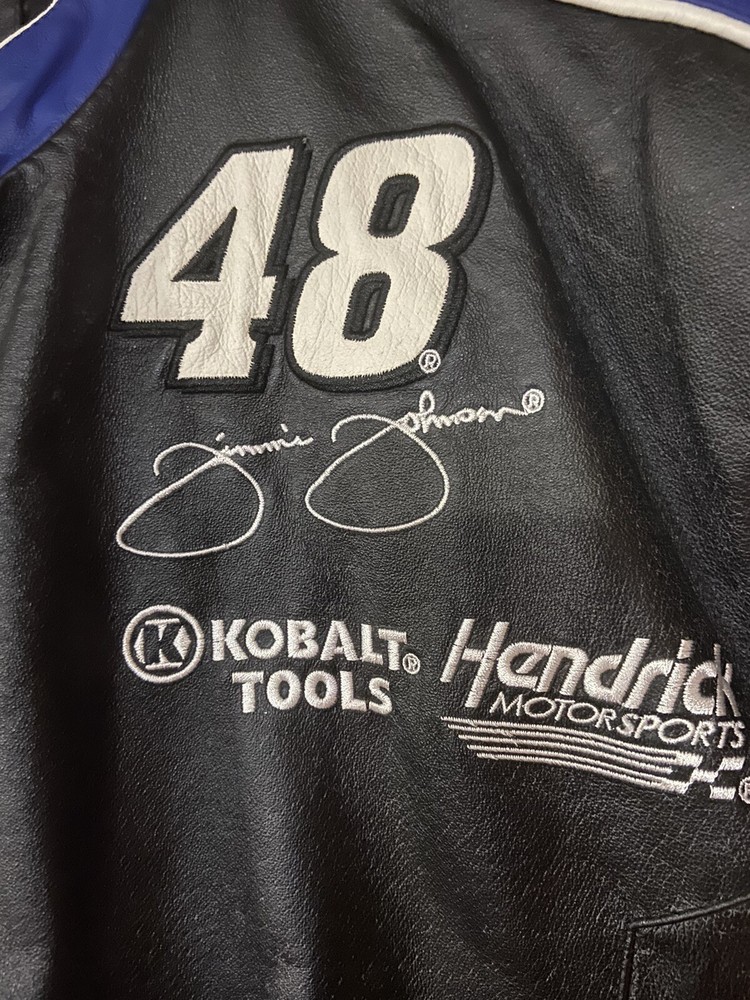 48®
Jimmie Johnson®
K KOBALT®
TOOLS
Hendrick
MOTORSPORTS
®